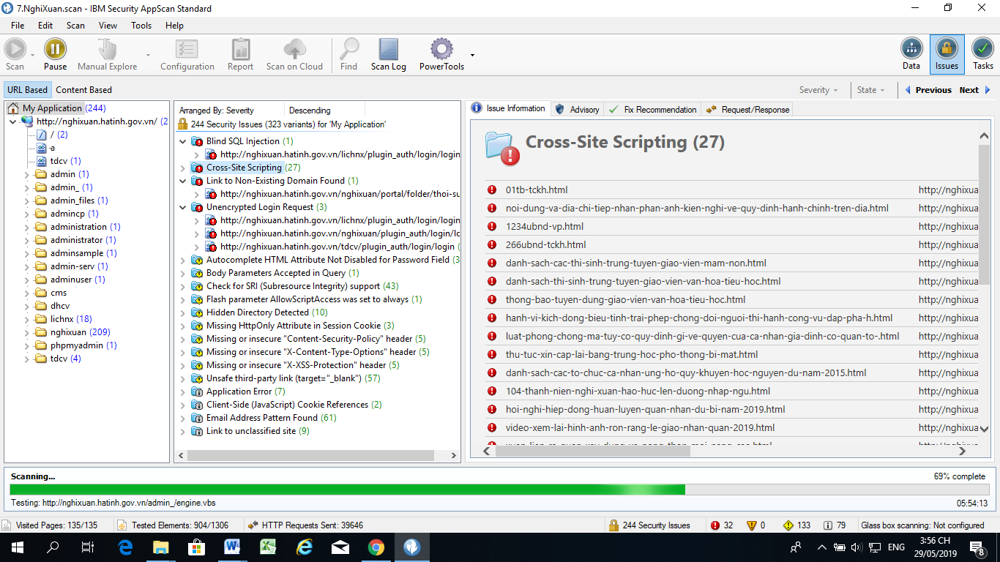 7.NghiXuan.scan - IBM Security AppScan Standard
File Edit Scan View Tools Help
Scan Pause Manual Explore Configuration Report Scan on Cloud Find Scan Log PowerTools Data Issues Tasks
URL Based Content Based Severity State Previous Next
My Application (244)
http://nghixuan.hatinh.gov.vn/ (2
/ (2)
-a
tdcv (1)
admin (1)
admin_ (1)
admin_files (1)
admincp (1)
administration (1)
administrator (1)
adminsample (1)
admin-serv (1)
adminuser (1)
cms
dhcv
lichnx (18)
nghixuan (209)
phpmyadmin (1)
tdcv (4)
Arranged By: Severity Descending
244 Security Issues (323 variants) for 'My Application'
Blind SQL Injection (1)
http://nghixuan.hatinh.gov.vn/lichnx/plugin_auth/login/login
Cross-Site Scripting (27)
Link to Non-Existing Domain Found (1)
http://nghixuan.hatinh.gov.vn/nghixuan/portal/folder/thoi-su
Unencrypted Login Request (3)
http://nghixuan.hatinh.gov.vn/lichnx/plugin_auth/login/login
http://nghixuan.hatinh.gov.vn/nghixuan/plugin_auth/login/lo
http://nghixuan.hatinh.gov.vn/tdcv/plugin_auth/login/login (
Autocomplete HTML Attribute Not Disabled for Password Field (3
Body Parameters Accepted in Query (1)
Check for SRI (Subresource Integrity) support (43)
Flash parameter AllowScriptAccess was set to always (1)
Hidden Directory Detected (10)
Missing HttpOnly Attribute in Session Cookie (3)
Missing or insecure "Content-Security-Policy" header (5)
Missing or insecure "X-Content-Type-Options" header (5)
Missing or insecure "X-XSS-Protection" header (5)
Unsafe third-party link (target="_blank") (57)
Application Error (7)
Client-Side (JavaScript) Cookie References (2)
Email Address Pattern Found (61)
Link to unclassified site (9)
Issue Information Advisory Fix Recommendation Request/Response
Cross-Site Scripting (27)
01tb-tckh.html http://nghixua
noi-dung-va-dia-chi-tiep-nhan-phan-anh-kien-nghi-ve-quy-dinh-hanh-chinh-tren-dia.html http://nghixua
1234ubnd-vp.html http://nghixua
266ubnd-tckh.html http://nghixua
danh-sach-cac-thi-sinh-trung-tuyen-giao-vien-mam-non.html http://nghixua
danh-sach-thi-sinh-trung-tuyen-giao-vien-van-hoa-tieu-hoc.html http://nghixua
thong-bao-tuyen-dung-giao-vien-van-hoa-tieu-hoc.html http://nghixua
hanh-vi-kich-dong-bieu-tinh-trai-phep-chong-doi-nguoi-thi-hanh-cong-vu-dap-pha-h.html http://nghixua
luat-phong-chong-ma-tuy-co-quy-dinh-gi-ve-quyen-cua-ca-nhan-gia-dinh-co-quan-to-.html http://nghixua
thu-tuc-xin-cap-lai-bang-trung-hoc-pho-thong-bi-mat.html http://nghixua
danh-sach-cac-to-chuc-ca-nhan-ung-ho-quy-khuyen-hoc-nguyen-du-nam-2015.html http://nghixua
104-thanh-nien-nghi-xuan-hao-huc-len-duong-nhap-ngu.html http://nghixua
hoi-nghi-hiep-dong-huan-luyen-quan-nhan-du-bi-nam-2019.html http://nghixua
video-xem-lai-hinh-anh-ron-rang-le-giao-nhan-quan-2019.html http://nghixua
Scanning... 69% complete
Testing: http://nghixuan.hatinh.gov.vn/admin_/engine.vbs 05:54:13
Visited Pages: 135/135 Tested Elements: 904/1306 HTTP Requests Sent: 39646 244 Security Issues 32 0 133 79 Glass box scanning: Not configured
ENG 3:56 CH
29/05/2019 8